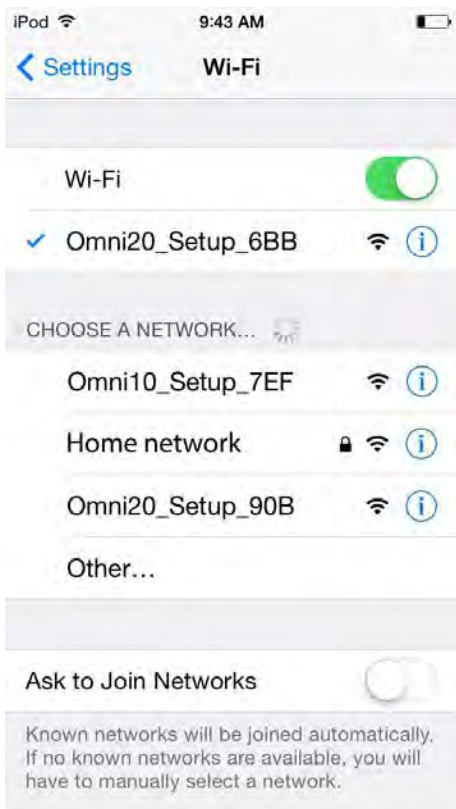 iPod 9:43 AM
Settings Wi-Fi
Wi-Fi
Omni20_Setup_6BB
CHOOSE A NETWORK...
Omni10_Setup_7EF
Home network
Omni20_Setup_90B
Other...
Ask to Join Networks
Known networks will be joined automatically.
If no known networks are available, you will
have to manually select a network.